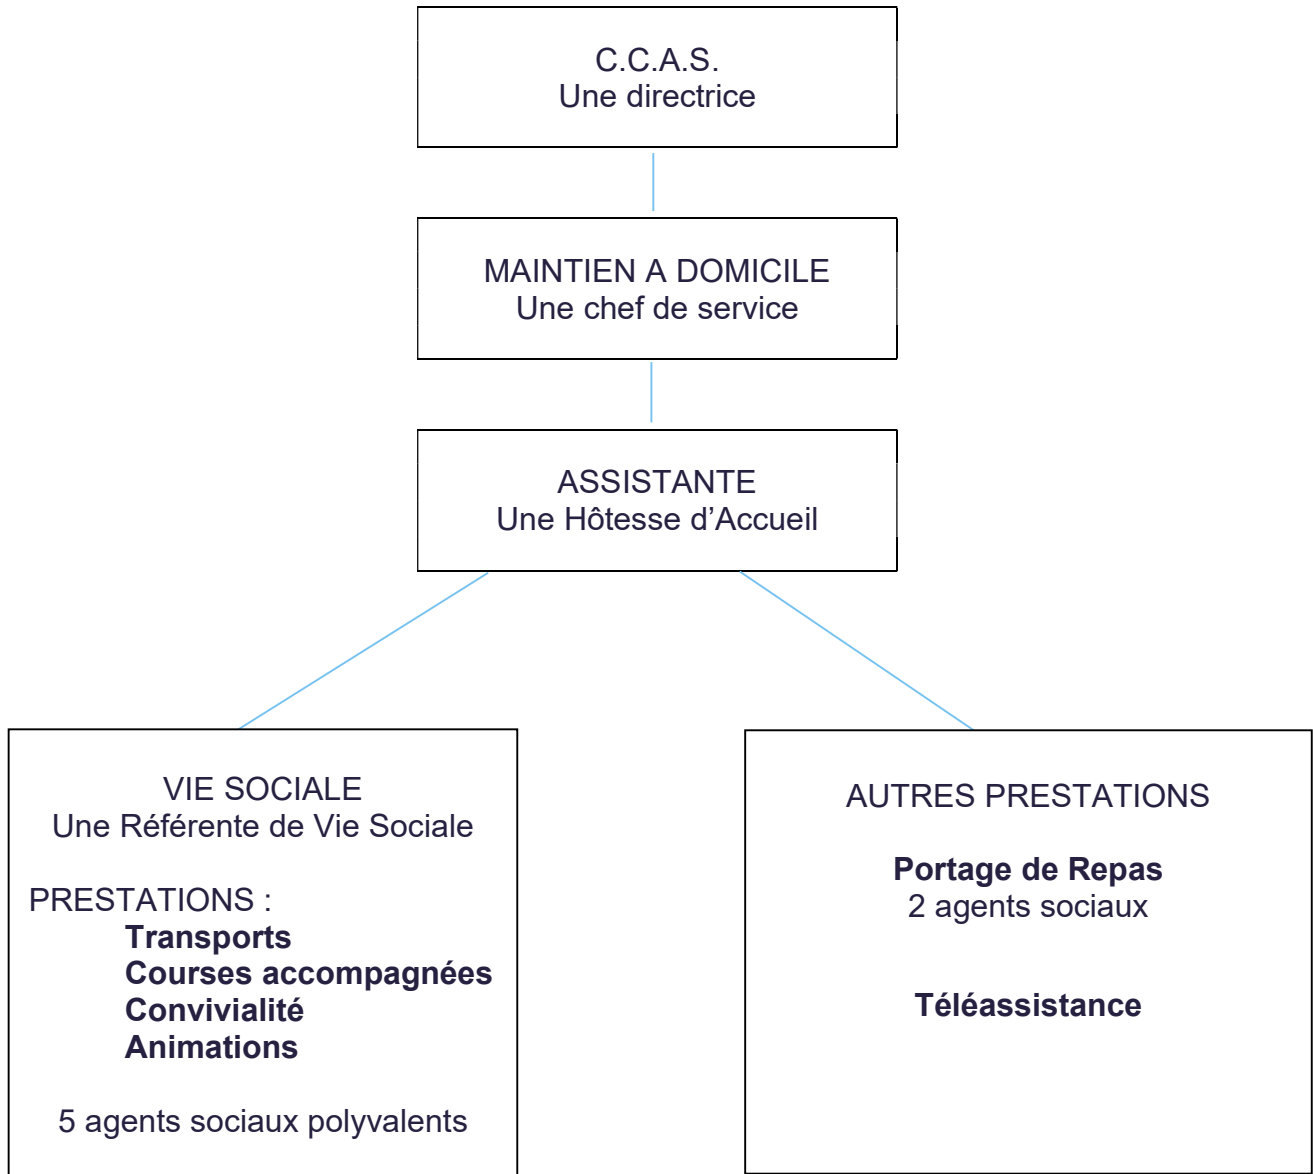 C.C.A.S.
Une directrice
MAINTIEN A DOMICILE
Une chef de service
ASSISTANTE
Une Hôtesse d’Accueil
VIE SOCIALE
Une Référente de Vie Sociale
PRESTATIONS :
Transports
Courses accompagnées
Convivialité
Animations
5 agents sociaux polyvalents
AUTRES PRESTATIONS
Portage de Repas
2 agents sociaux
Téléassistance